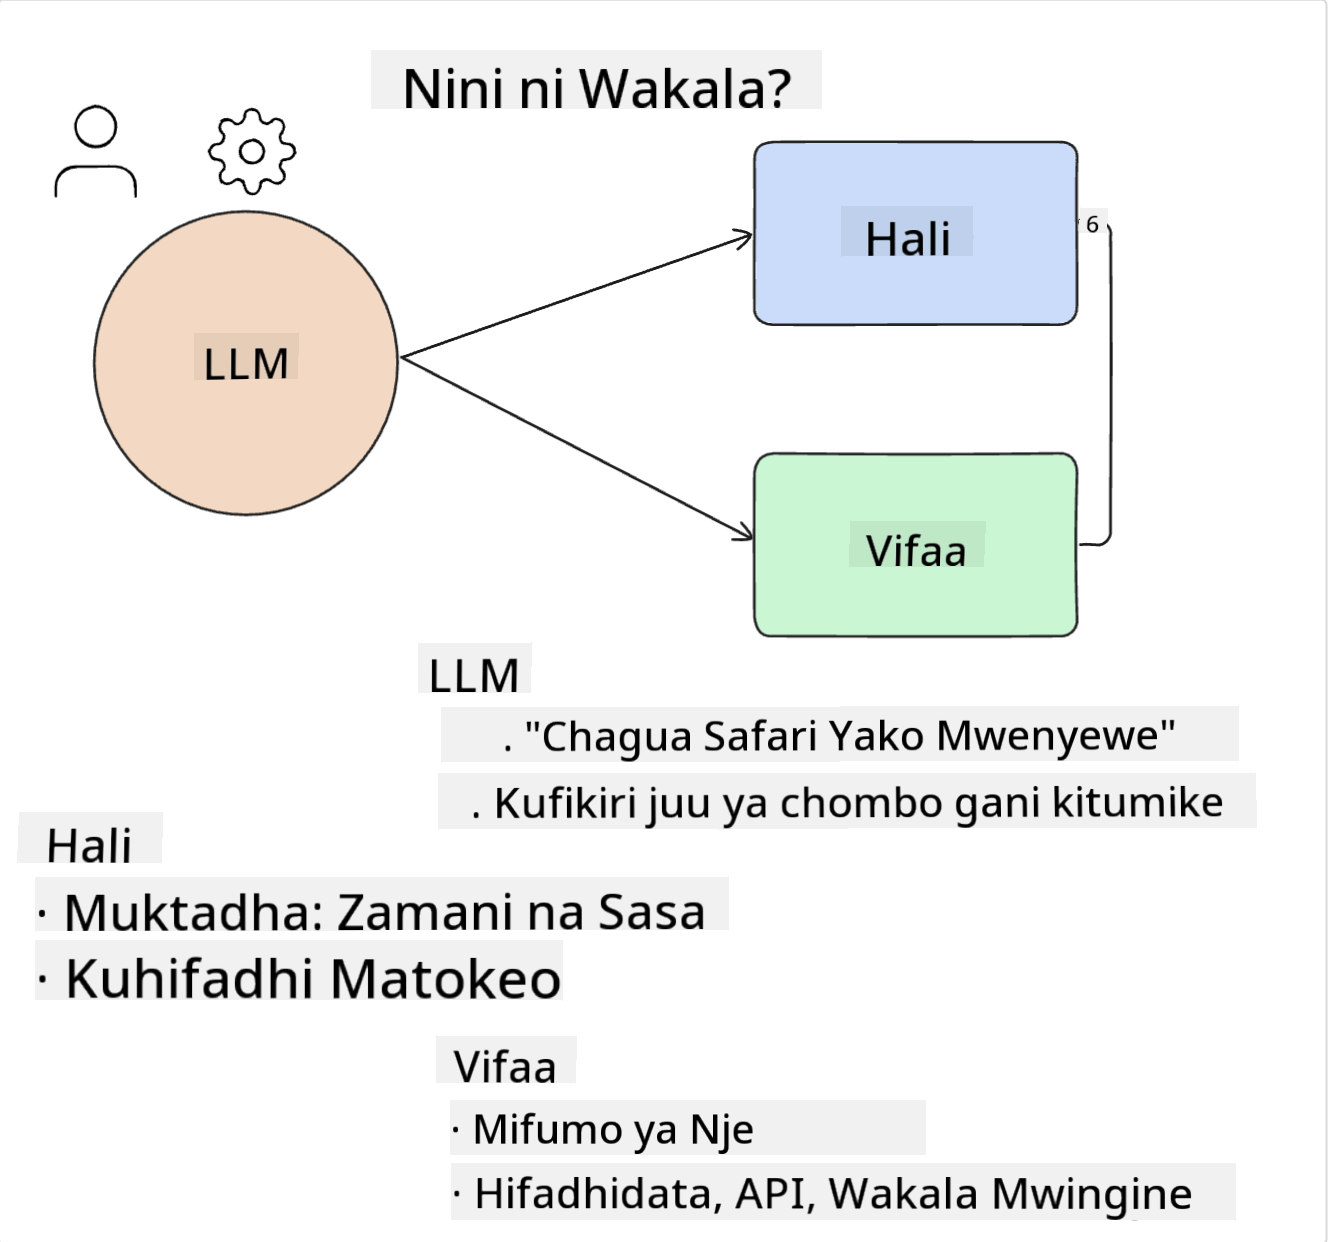 Nini ni Wakala?
Hali
6
LLM
Vifaa
LLM
. "Chagua Safari Yako Mwenyewe"
. Kufikiri juu ya chombo gani kitumike
Hali
· Muktadha: Zamani na Sasa
· Kuhifadhi Matokeo
Vifaa
· Mifumo ya Nje
· Hifadhidata, API, Wakala Mwingine